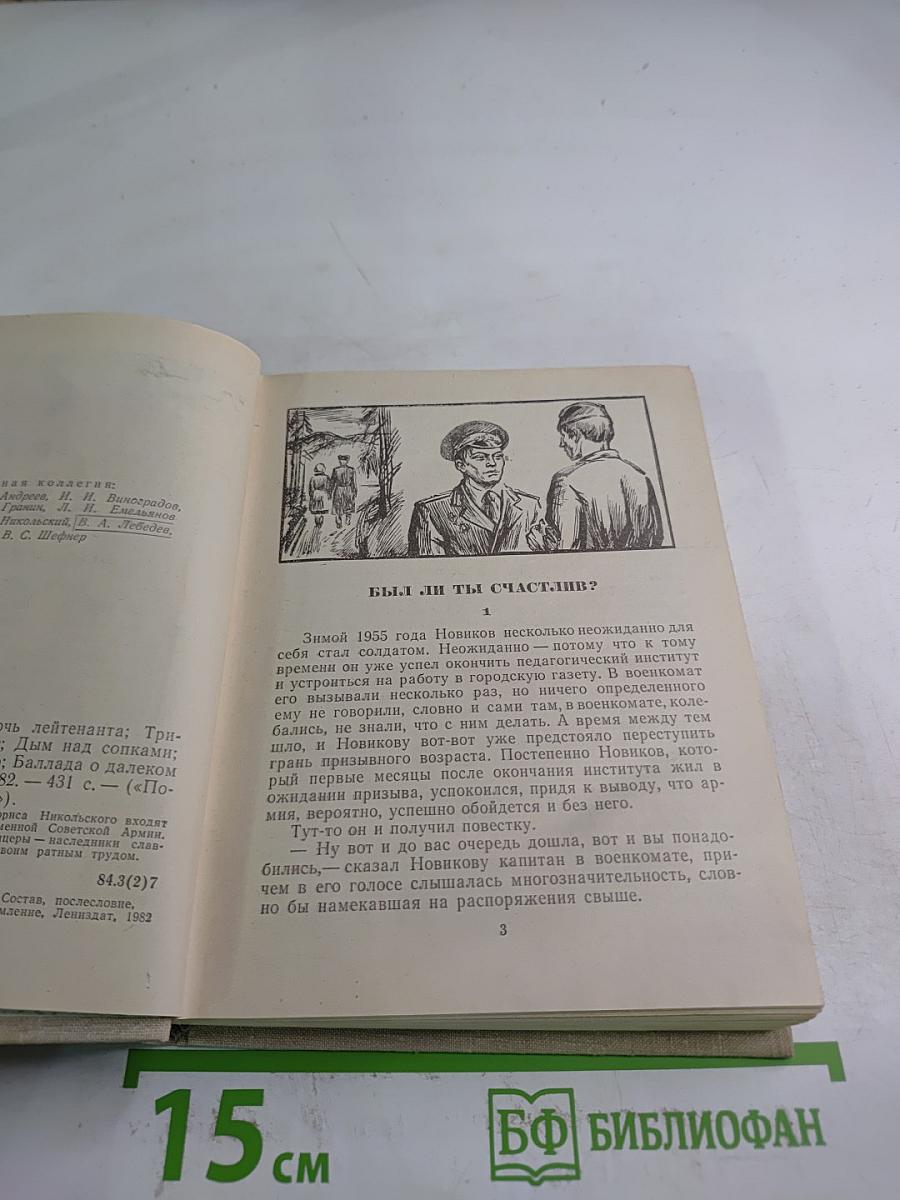 ная коллегия:
Андреев, И. И. Виноградов,
Гранин, Л. И. Емельянов
Никольский, В. А. Лебедев,
В. С. Шефнер
очь лейтенанта; Три-
; Дым над сопками;
; Баллада о далеком
82. — 431 с. — («По-
»).
ориса Никольского входят
менной Советской Армии.
ицеры — наследники слав-
воим ратным трудом.
84.3(2)7
Состав, послесловие,
мление, Лениздат, 1982
БЫЛ ЛИ ТЫ СЧАСТЛИВ?
1
Зимой 1955 года Новиков несколько неожиданно для
себя стал солдатом. Неожиданно — потому что к тому
времени он уже успел окончить педагогический институт
и устроиться на работу в городскую газету. В военкомат
его вызывали несколько раз, но ничего определенного
ему не говорили, словно и сами там, в военкомате, коле-
бались, не знали, что с ним делать. А время между тем
шло, и Новикову вот-вот уже предстояло переступить
грань призывного возраста. Постепенно Новиков, кото-
рый первые месяцы после окончания института жил в
ожидании призыва, успокоился, придя к выводу, что ар-
мия, вероятно, успешно обойдется и без него.
Тут-то он и получил повестку.
— Ну вот и до вас очередь дошла, вот и вы понадо-
бились,— сказал Новикову капитан в военкомате, при-
чем в его голосе слышалась многозначительность, слов-
но бы намекавшая на распоряжения свыше.
3
15 см
БФ БИБЛИОФАН